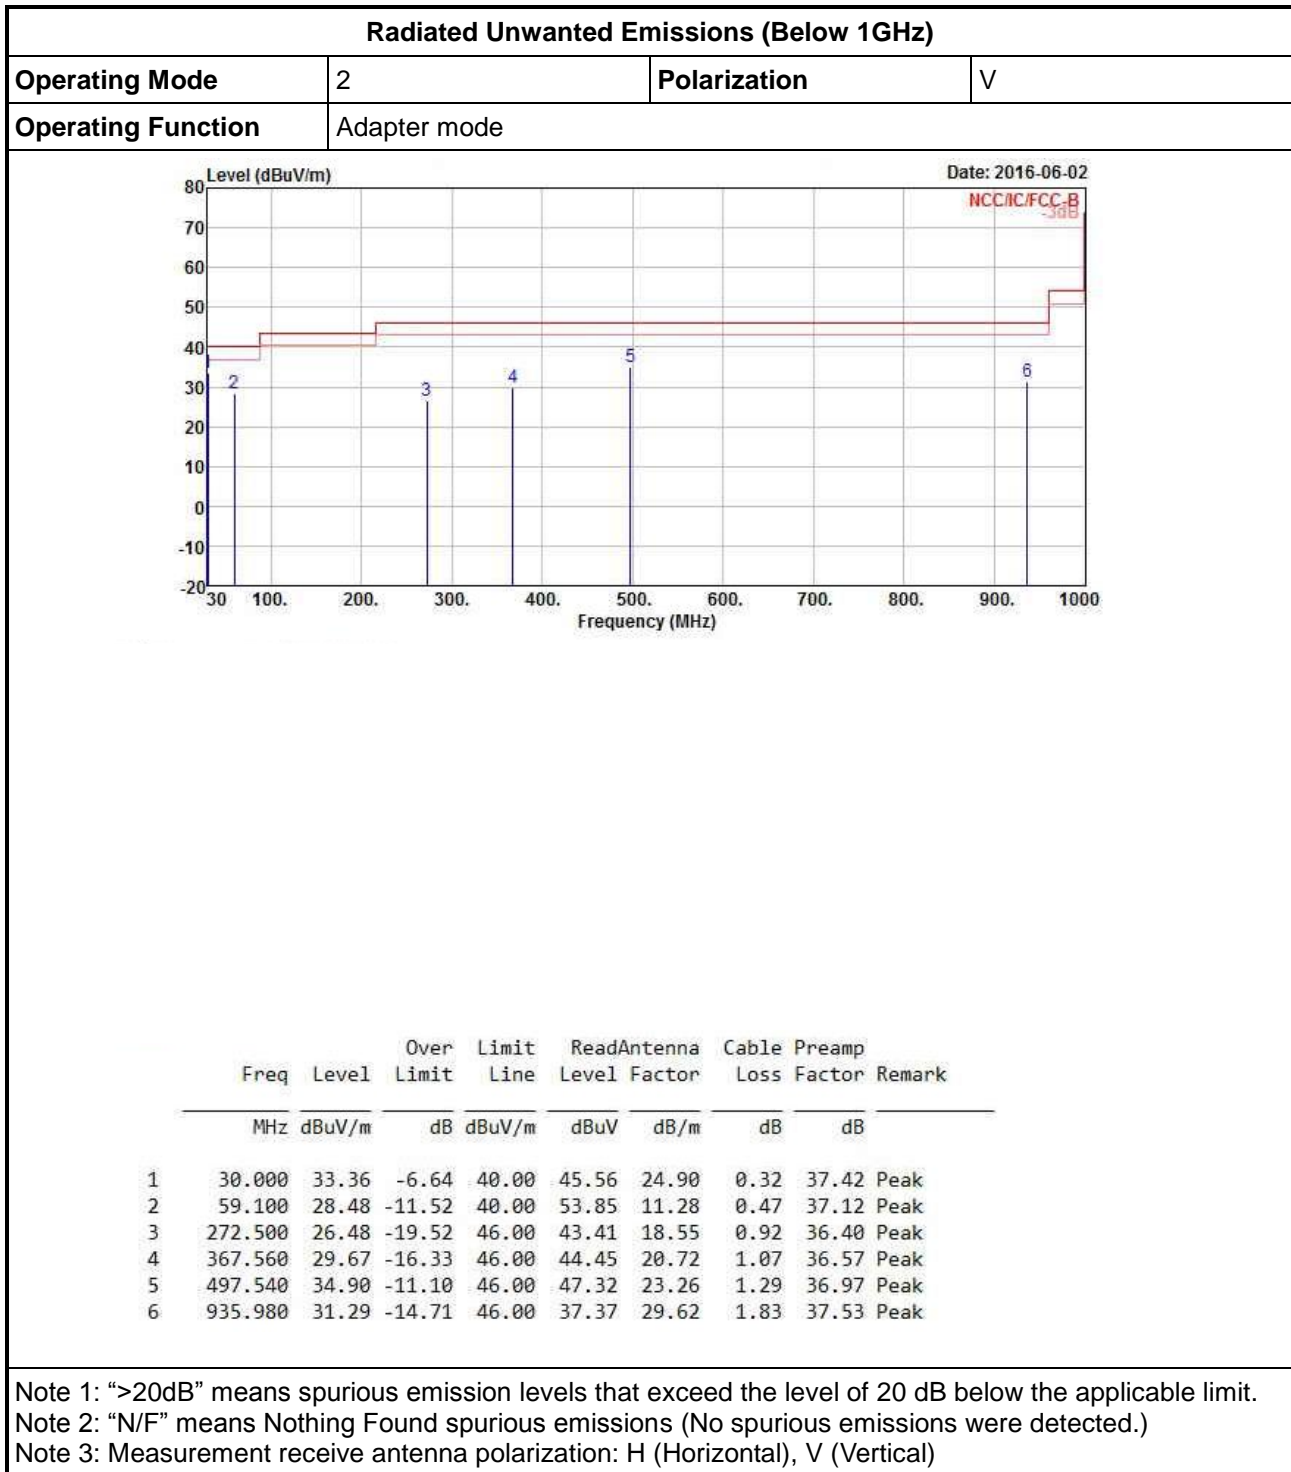 Radiated Unwanted Emissions (Below 1GHz)
Operating Mode 2 Polarization V
Operating Function Adapter mode
Level (dBuV/m) Date: 2016-06-02
NCC/IC/FCC-B
-3dB
80
70
60
50
40
30
20
10
0
-10
-20
2
3
4
5
6
30 100. 200. 300. 400. 500. 600. 700. 800. 900. 1000
Frequency (MHz)
Over Limit ReadAntenna Cable Preamp
Freq Level Limit Line Level Factor Loss Factor Remark
MHz dBuV/m dB dBuV/m dBuV dB/m dB dB
1 30.000 33.36 -6.64 40.00 45.56 24.90 0.32 37.42 Peak
2 59.100 28.48 -11.52 40.00 53.85 11.28 0.47 37.12 Peak
3 272.500 26.48 -19.52 46.00 43.41 18.55 0.92 36.40 Peak
4 367.560 29.67 -16.33 46.00 44.45 20.72 1.07 36.57 Peak
5 497.540 34.90 -11.10 46.00 47.32 23.26 1.29 36.97 Peak
6 935.980 31.29 -14.71 46.00 37.37 29.62 1.83 37.53 Peak
Note 1: “>20dB” means spurious emission levels that exceed the level of 20 dB below the applicable limit.
Note 2: “N/F” means Nothing Found spurious emissions (No spurious emissions were detected.)
Note 3: Measurement receive antenna polarization: H (Horizontal), V (Vertical)